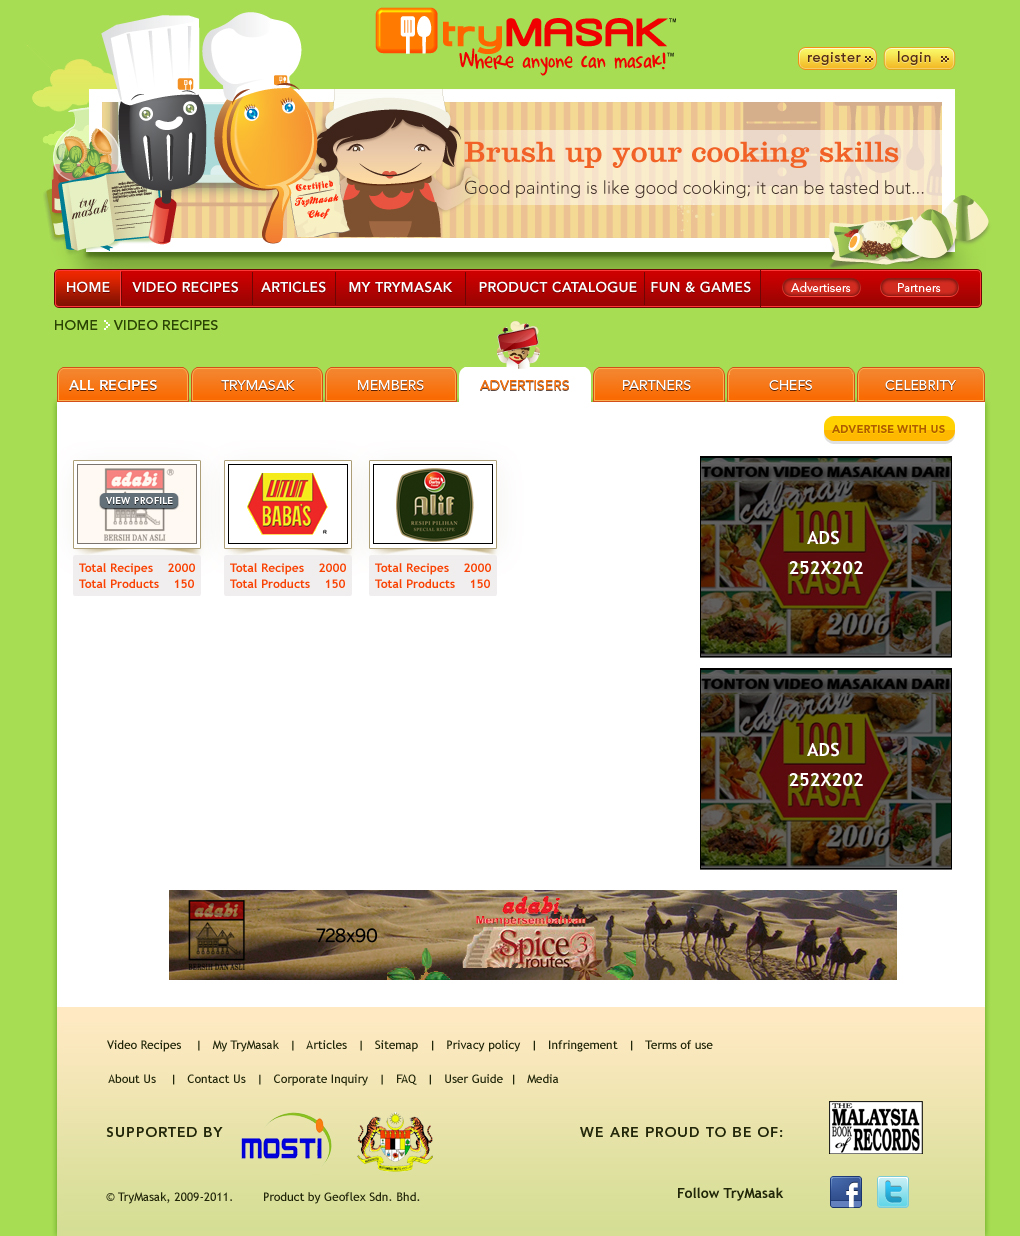 tryMASAK™
Where anyone can masak!™
register
login
Brush up your cooking skills
Good painting is like good cooking; it can be tasted but...
try masak
Certified
TryMasak
Chef
HOME
VIDEO RECIPES
ARTICLES
MY TRYMASAK
PRODUCT CATALOGUE
FUN & GAMES
Advertisers
Partners
HOME VIDEO RECIPES
ALL RECIPES
TRYMASAK
MEMBERS
ADVERTISERS
PARTNERS
CHEFS
CELEBRITY
ADVERTISE WITH US
adabi ®
VIEW PROFILE
BERSIH DAN ASLI
Total Recipes 2000
Total Products 150
BABA'S ®
Total Recipes 2000
Total Products 150
Alif
RESIPI PILIHAN
SPECIAL RECIPE
Total Recipes 2000
Total Products 150
TONTON VIDEO MASAKAN DARI
cabaran
1001
ADS
252X202
RASA
2006
TONTON VIDEO MASAKAN DARI
cabaran
1001
ADS
252X202
RASA
2006
adabi
BERSIH DAN ASLI
728x90
adabi
Mempersembahkan
Spice 3
routes
Video Recipes | My TryMasak | Articles | Sitemap | Privacy policy | Infringement | Terms of use
About Us | Contact Us | Corporate Inquiry | FAQ | User Guide | Media
SUPPORTED BY
MOSTI
WE ARE PROUD TO BE OF:
THE
MALAYSIA
BOOK of
RECORDS
© TryMasak, 2009-2011. Product by Geoflex Sdn. Bhd.
Follow TryMasak
f
t